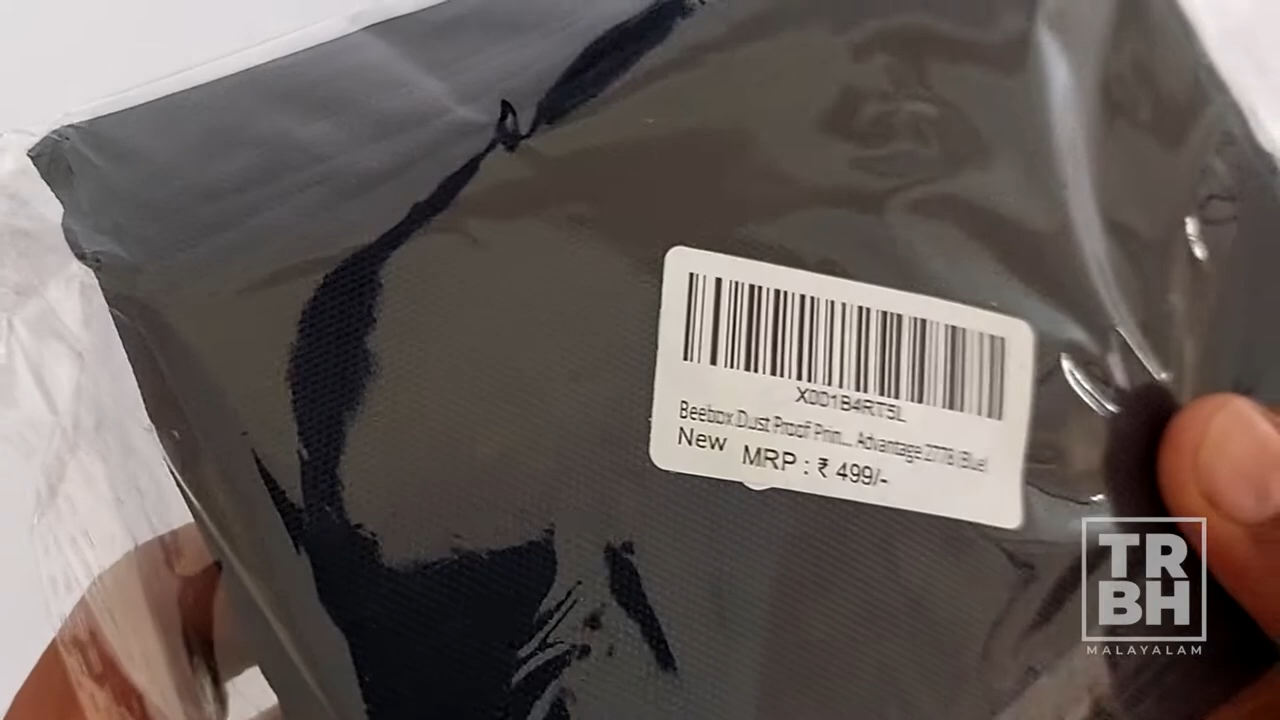 X001B4RT5L
Beebox Dust Proof Prin... Advantage 2778 (Blue)
New
MRP : ₹ 499/-
TR
BH
MALAYALAM